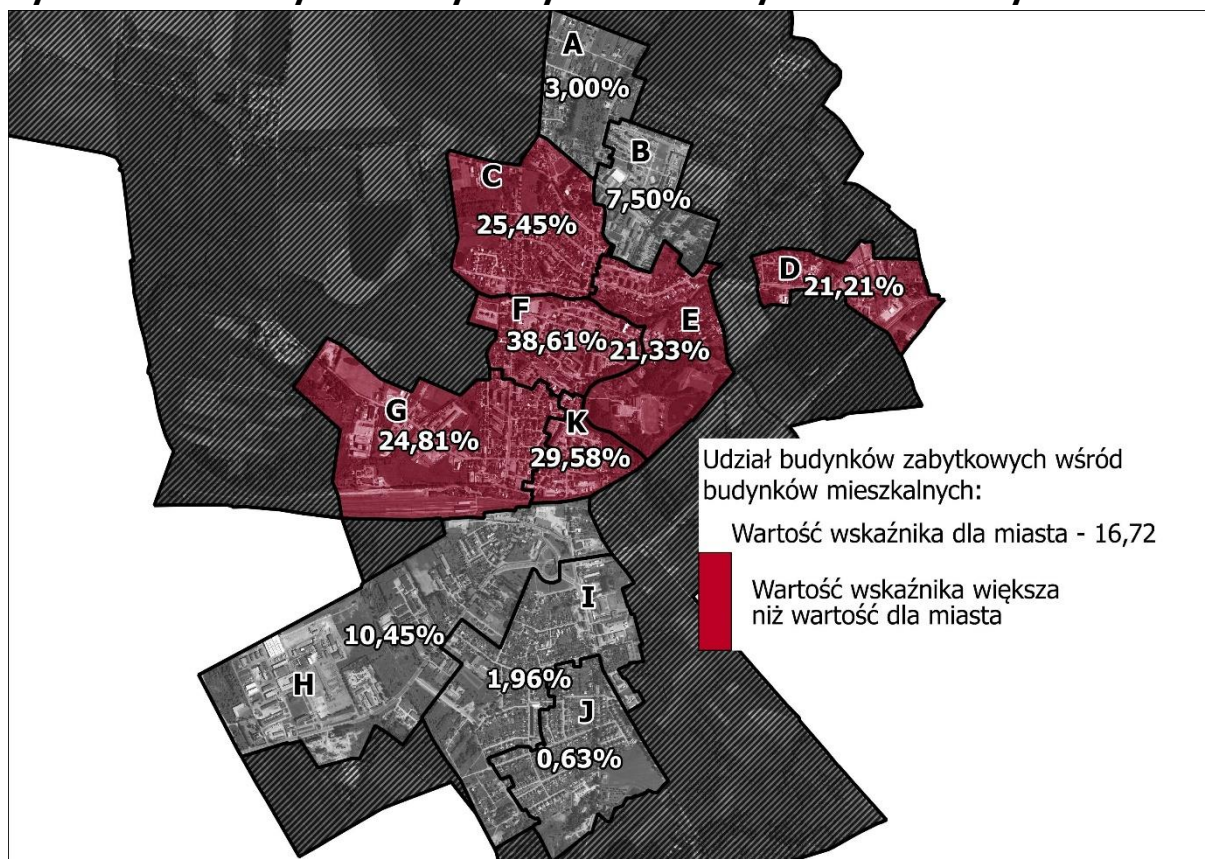 A
3,00%
B
7,50%
C
25,45%
D
21,21%
E
21,33%
F
38,61%
G
24,81%
K
29,58%
Udział budynków zabytkowych wśród
budynków mieszkalnych:
Wartość wskaźnika dla miasta - 16,72
Wartość wskaźnika większa
niż wartość dla miasta
I
10,45%
H
1,96%
J
0,63%